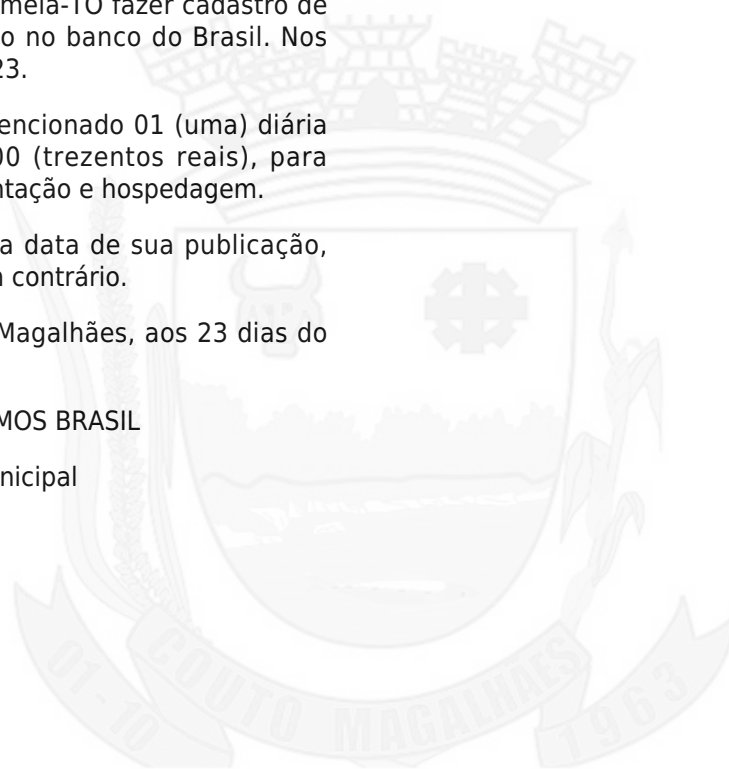 meia-TO fazer cadastro de
o no banco do Brasil. Nos
23.
encionado 01 (uma) diária
00 (trezentos reais), para
ntação e hospedagem.
a data de sua publicação,
contrário.
Magalhães, aos 23 dias do
MOS BRASIL
nicipal
01-10
COUTO MAGALHÃES
1963